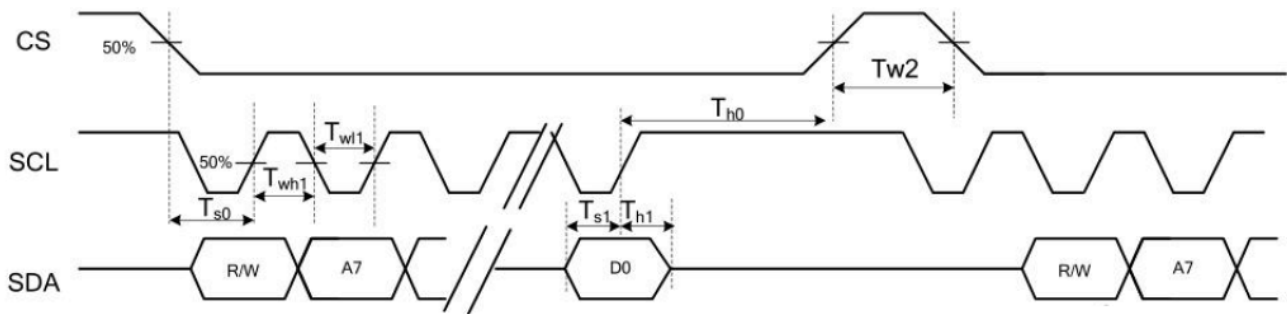 CS
50%
Tw2
Th0
SCL
50%
Twl1
Twh1
Ts0
Ts1
Th1
SDA
R/W
A7
D0
R/W
A7